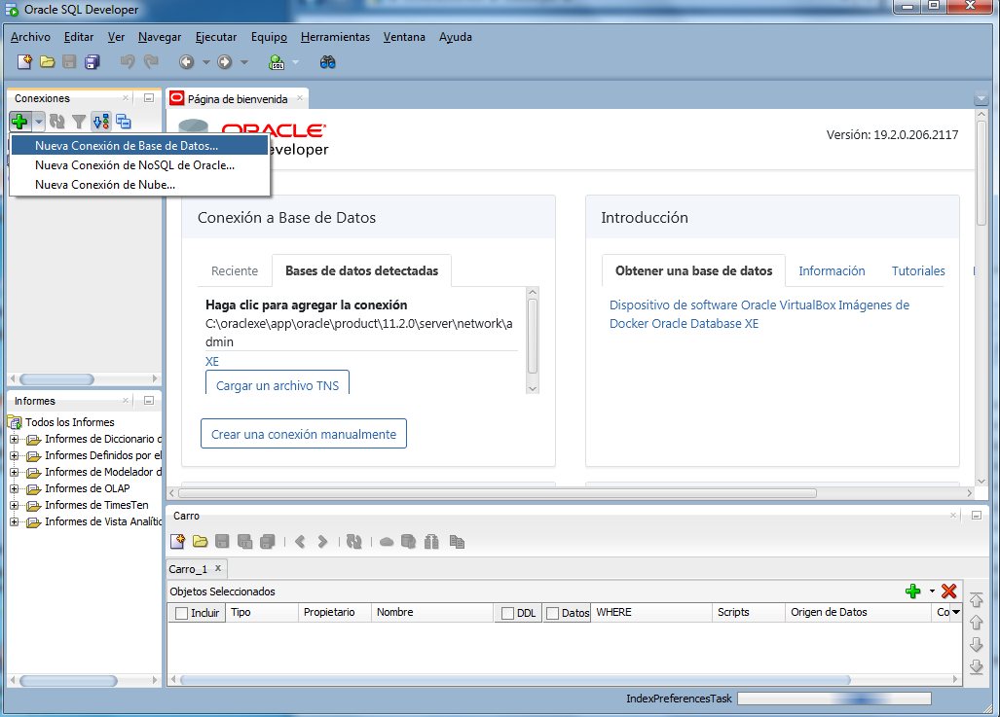 Oracle SQL Developer
Archivo Editar Ver Navegar Ejecutar Equipo Herramientas Ventana Ayuda
SQL
Conexiones
Nueva Conexión de Base de Datos...
Nueva Conexión de NoSQL de Oracle...
Nueva Conexión de Nube...
Página de bienvenida
ORACLE
eveloper
Versión: 19.2.0.206.2117
Conexión a Base de Datos
Reciente Bases de datos detectadas
Haga clic para agregar la conexión
C:\oraclexe\app\oracle\product\11.2.0\server\network\a
dmin
XE
Cargar un archivo TNS
Crear una conexión manualmente
Introducción
Obtener una base de datos Información Tutoriales
Dispositivo de software Oracle VirtualBox Imágenes de
Docker Oracle Database XE
Informes
Todos los Informes
Informes de Diccionario d
Informes Definidos por el
Informes de Modelador d
Informes de OLAP
Informes de TimesTen
Informes de Vista Analític
Carro
Carro_1
Objetos Seleccionados
Incluir Tipo Propietario Nombre DDL Datos WHERE Scripts Origen de Datos Co
IndexPreferencesTask